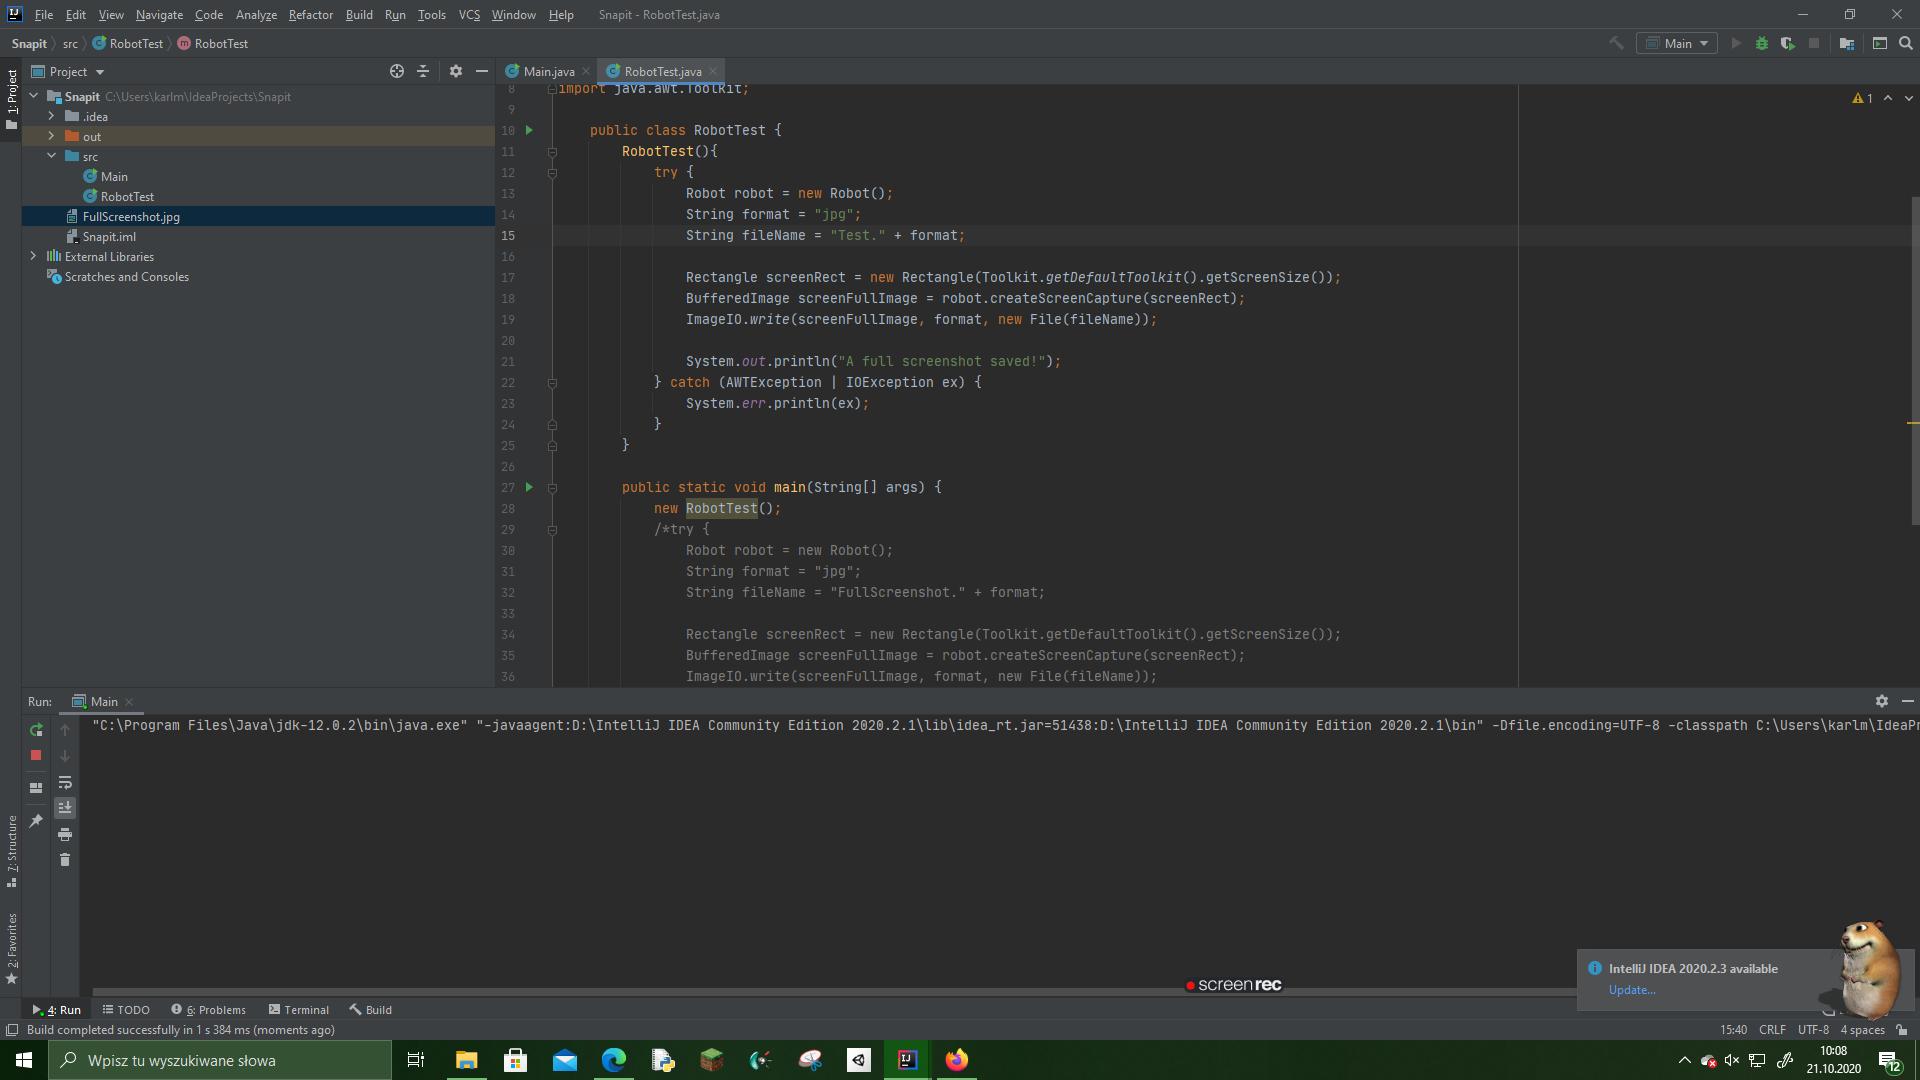 File Edit View Navigate Code Analyze Refactor Build Run Tools VCS Window Help Snapit - RobotTest.java
Snapit src RobotTest RobotTest Main
1: Project
Project
Snapit C:\Users\karlm\IdeaProjects\Snapit
.idea
out
src
Main
RobotTest
FullScreenshot.jpg
Snapit.iml
External Libraries
Scratches and Consoles
Main.java RobotTest.java
1
8 import java.awt.Toolkit;
9
10 public class RobotTest {
11 RobotTest(){
12 try {
13 Robot robot = new Robot();
14 String format = "jpg";
15 String fileName = "Test." + format;
16
17 Rectangle screenRect = new Rectangle(Toolkit.getDefaultToolkit().getScreenSize());
18 BufferedImage screenFullImage = robot.createScreenCapture(screenRect);
19 ImageIO.write(screenFullImage, format, new File(fileName));
20
21 System.out.println("A full screenshot saved!");
22 } catch (AWTException | IOException ex) {
23 System.err.println(ex);
24 }
25 }
26
27 public static void main(String[] args) {
28 new RobotTest();
29 /*try {
30 Robot robot = new Robot();
31 String format = "jpg";
32 String fileName = "FullScreenshot." + format;
33
34 Rectangle screenRect = new Rectangle(Toolkit.getDefaultToolkit().getScreenSize());
35 BufferedImage screenFullImage = robot.createScreenCapture(screenRect);
36 ImageIO.write(screenFullImage, format, new File(fileName));
Run: Main
"C:\Program Files\Java\jdk-12.0.2\bin\java.exe" "-javaagent:D:\IntelliJ IDEA Community Edition 2020.2.1\lib\idea_rt.jar=51438:D:\IntelliJ IDEA Community Edition 2020.2.1\bin" -Dfile.encoding=UTF-8 -classpath C:\Users\karlm\IdeaPr
7: Structure
2: Favorites
IntelliJ IDEA 2020.2.3 available
Update...
screenrec
4: Run TODO 6: Problems Terminal Build
Build completed successfully in 1 s 384 ms (moments ago) 15:40 CRLF UTF-8 4 spaces
Wpisz tu wyszukiwane słowa
10:08
21.10.2020
12